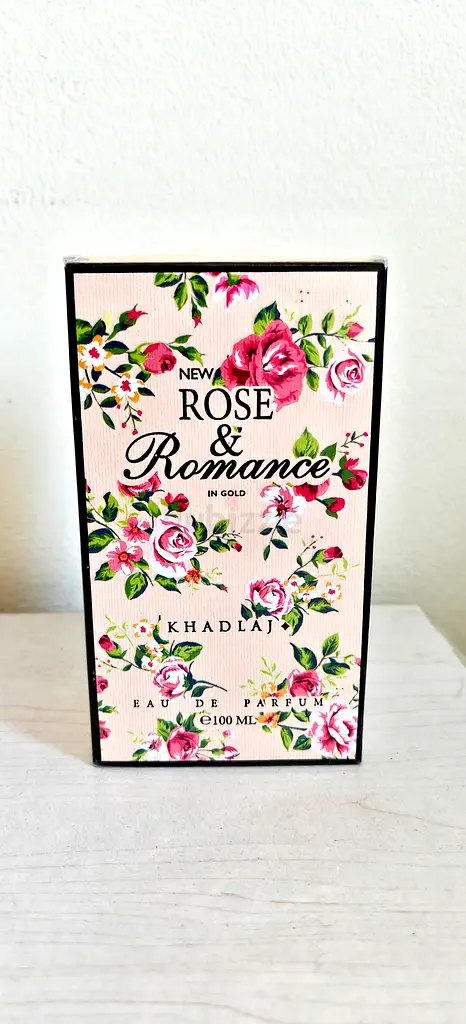 NEW
ROSE
&
Romance
IN GOLD
KHADLAJ
EAU DE PARFUM
℮100 ML